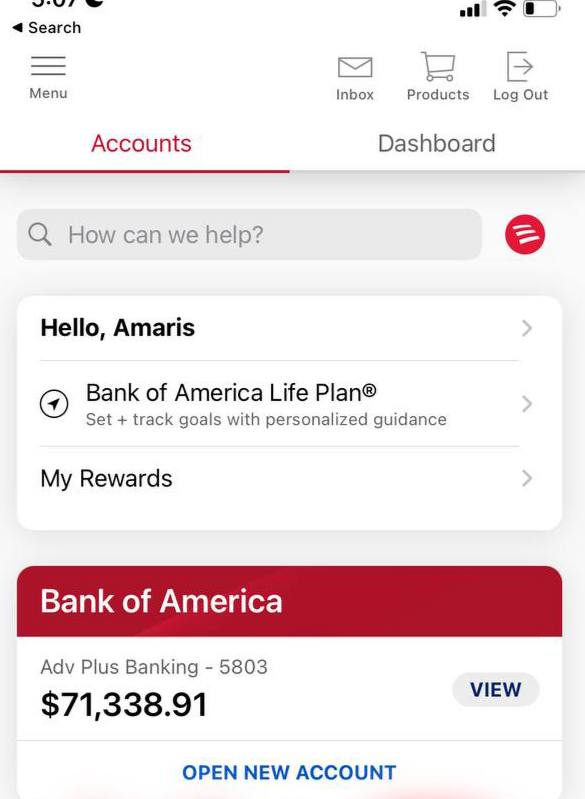 5:07
◀ Search
Menu
Inbox
Products
Log Out
Accounts
Dashboard
How can we help?
Hello, Amaris
Bank of America Life Plan®
Set + track goals with personalized guidance
My Rewards
Bank of America
Adv Plus Banking - 5803
$71,338.91
VIEW
OPEN NEW ACCOUNT